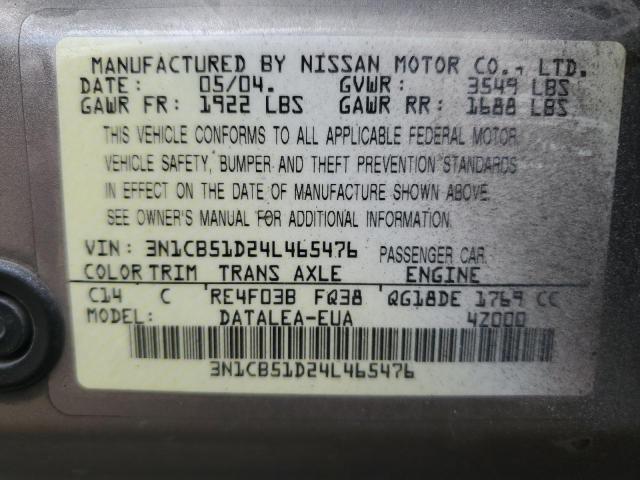 MANUFACTURED BY NISSAN MOTOR CO., LTD.
DATE: 05/04. GVWR: 3549 LBS
GAWR FR: 1922 LBS GAWR RR: 1688 LBS
THIS VEHICLE CONFORMS TO ALL APPLICABLE FEDERAL MOTOR
VEHICLE SAFETY, BUMPER AND THEFT PREVENTION STANDARDS
IN EFFECT ON THE DATE OF MANUFACTURE SHOWN ABOVE.
SEE OWNER'S MANUAL FOR ADDITIONAL INFORMATION.
VIN: 3N1CB51D24L465476 PASSENGER CAR
COLOR TRIM TRANS AXLE ENGINE
C14 C RE4F03B FQ38 QG18DE 1769 CC
MODEL: DATALEA-EUA 4Z000
3N1CB51D24L465476